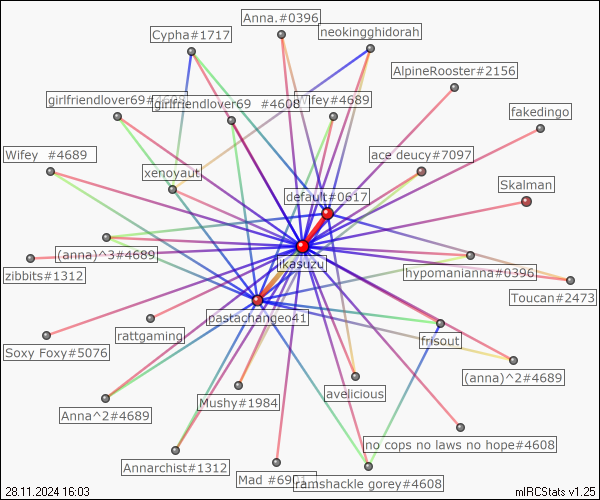 Anna.#0396
neokingghidorah
Cypha#1717
AlpineRooster#2156
girlfriendlover69
girlfriendlover69 #4608
Wifey#4689
fakedingo
Wifey #4689
ace deucy#7097
xenoyaut
Skalman
default#0617
(anna)^3#4689
ikasuzu
hypomanianna#0396
zibbits#1312
Toucan#2473
pastachangeo41
rattgaming
frisout
Soxy Foxy#5076
(anna)^2#4689
avelicious
Mushy#1984
Anna^2#4689
no cops no laws no hope#4608
Annarchist#1312
Mad #6901
ramshackle gorey#4608
28.11.2024 16:03
mIRCStats v1.25